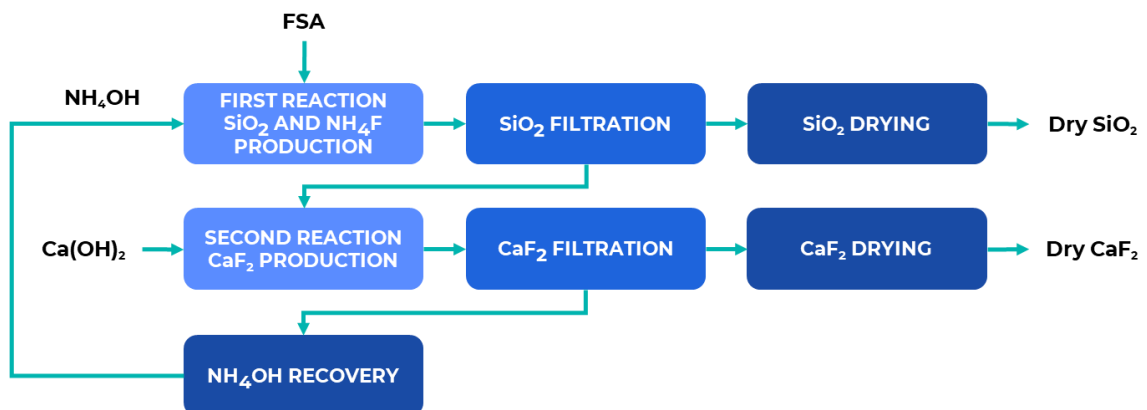 FSA
NH₄OH
FIRST REACTION
SiO₂ AND NH₄F
PRODUCTION
SiO₂ FILTRATION
SiO₂ DRYING
Dry SiO₂
Ca(OH)₂
SECOND REACTION
CaF₂ PRODUCTION
CaF₂ FILTRATION
CaF₂ DRYING
Dry CaF₂
NH₄OH RECOVERY